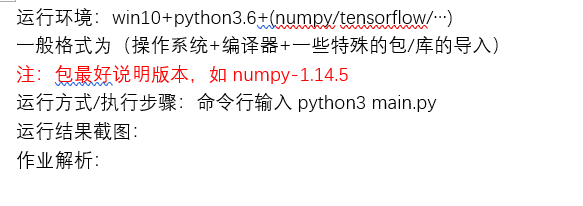 运行环境：win10+python3.6+(numpy/tensorflow/…)
一般格式为（操作系统+编译器+一些特殊的包/库的导入）
注：包最好说明版本，如 numpy-1.14.5
运行方式/执行步骤：命令行输入 python3 main.py
运行结果截图：
作业解析：